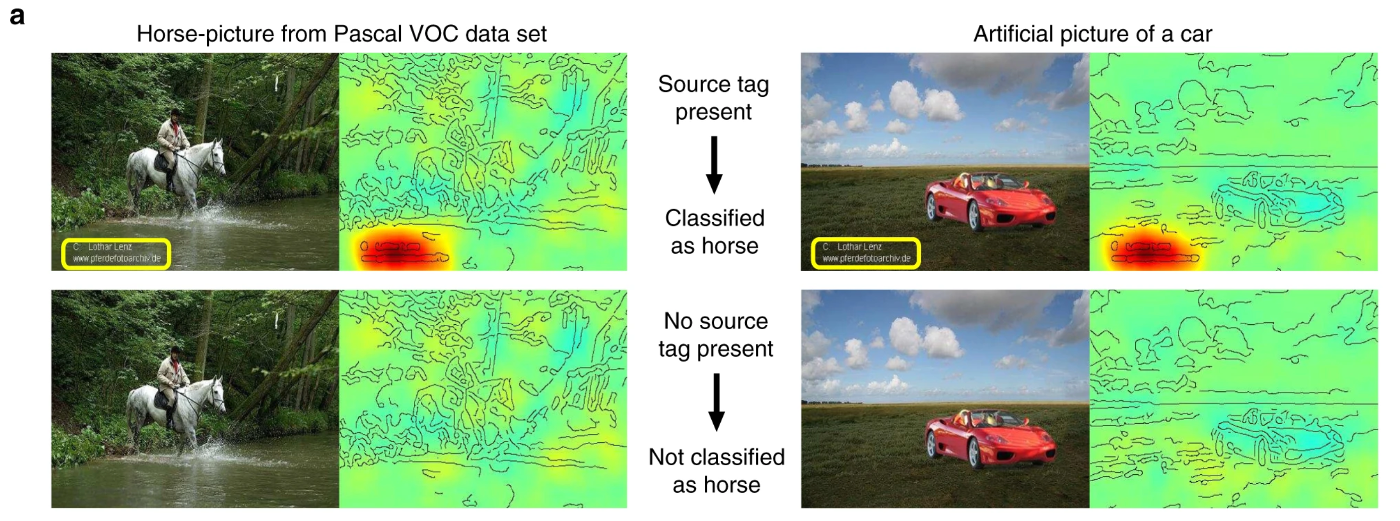 a
Horse-picture from Pascal VOC data set
Artificial picture of a car
Source tag
present
Classified
as horse
C Lothar Lenz
www.pferdefotoarchiv.de
C Lothar Lenz
www.pferdefotoarchiv.de
No source
tag present
Not classified
as horse